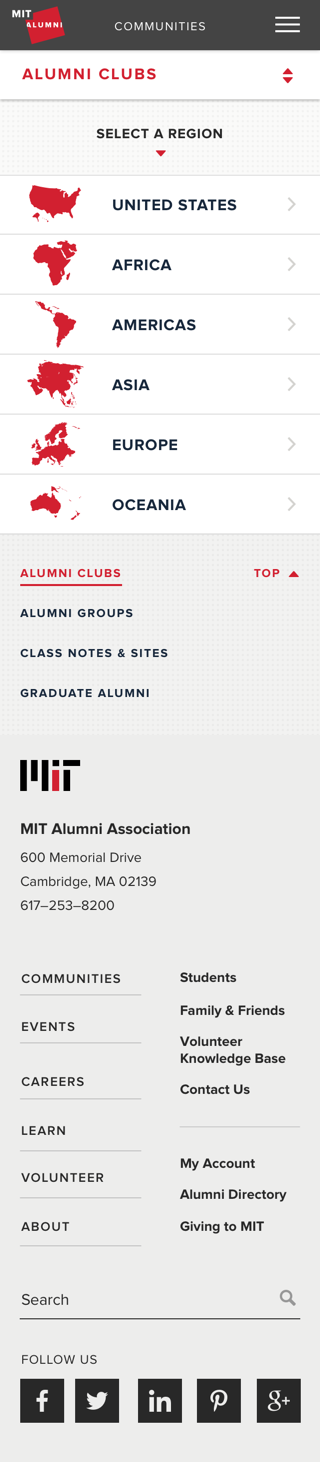 MIT
ALUMNI
COMMUNITIES
ALUMNI CLUBS
SELECT A REGION
UNITED STATES
AFRICA
AMERICAS
ASIA
EUROPE
OCEANIA
ALUMNI CLUBS
TOP
ALUMNI GROUPS
CLASS NOTES & SITES
GRADUATE ALUMNI
MIT
MIT Alumni Association
600 Memorial Drive
Cambridge, MA 02139
617–253–8200
COMMUNITIES
EVENTS
CAREERS
LEARN
VOLUNTEER
ABOUT
Students
Family & Friends
Volunteer
Knowledge Base
Contact Us
My Account
Alumni Directory
Giving to MIT
Search
FOLLOW US
f
in
g+